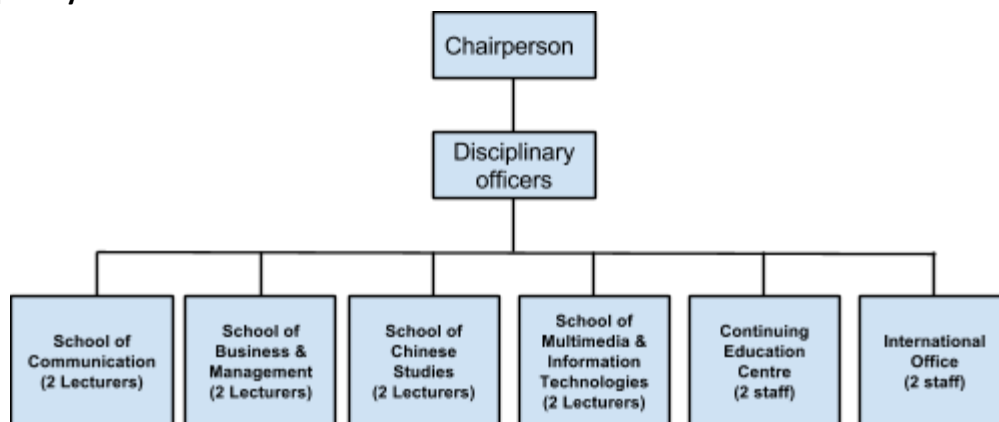 Chairperson
Disciplinary
officers
School of
Communication
(2 Lecturers)
School of
Business &
Management
(2 Lecturers)
School of
Chinese
Studies
(2 Lecturers)
School of
Multimedia &
Information
Technologies
(2 Lecturers)
Continuing
Education
Centre
(2 staff)
International
Office
(2 staff)